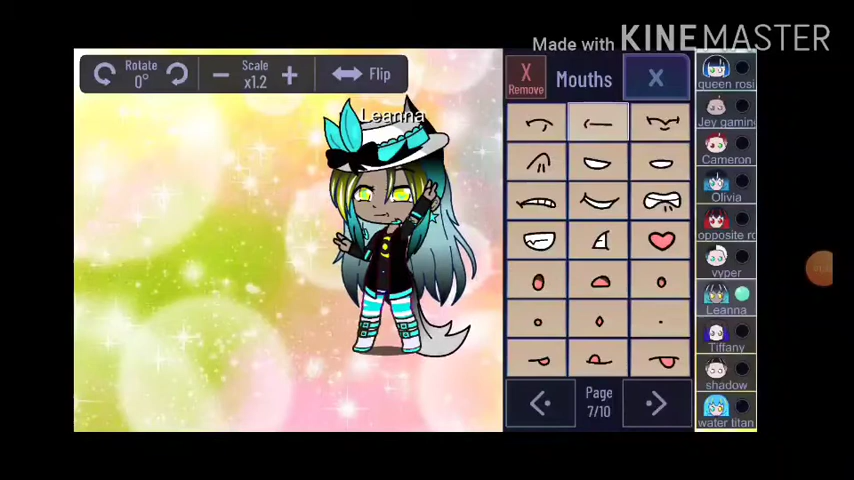 Made with KINEMASTER
Rotate
0°
Scale
x1.2
Flip
X
Remove
Mouths
X
Leanna
Page
7/10
queen rosi
Jey gaming
Cameron
Olivia
opposite ro
vyper
Leanna
Tiffany
shadow
water titan